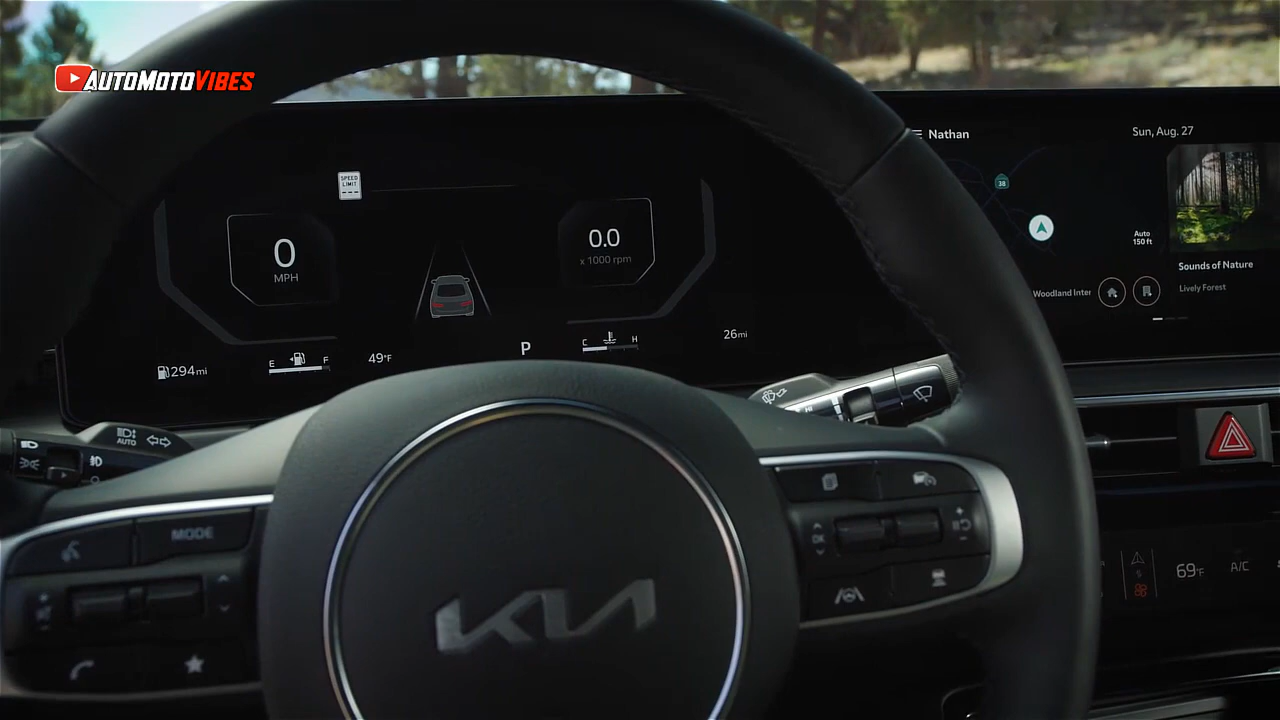 AUTOMOTOVIBES
Nathan
Sun, Aug. 27
SPEED
LIMIT
38
0
MPH
0.0
x 1000 rpm
Auto
150 ft
Sounds of Nature
Lively Forest
Woodland Inter
294mi
E
F
49°F
P
C
H
26mi
AUTO
MODE
OK
69°F
A/C
KIA